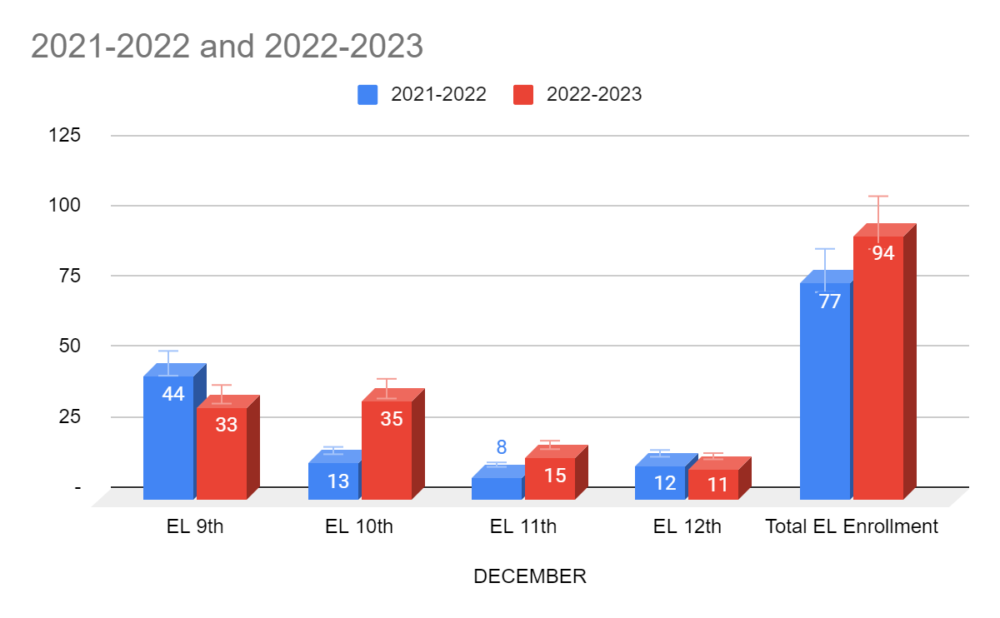 2021-2022 and 2022-2023
2021-2022 2022-2023
125
100
75
50
25
-
44 33 13 35 8 15 12 11 77 94
EL 9th EL 10th EL 11th EL 12th Total EL Enrollment
DECEMBER